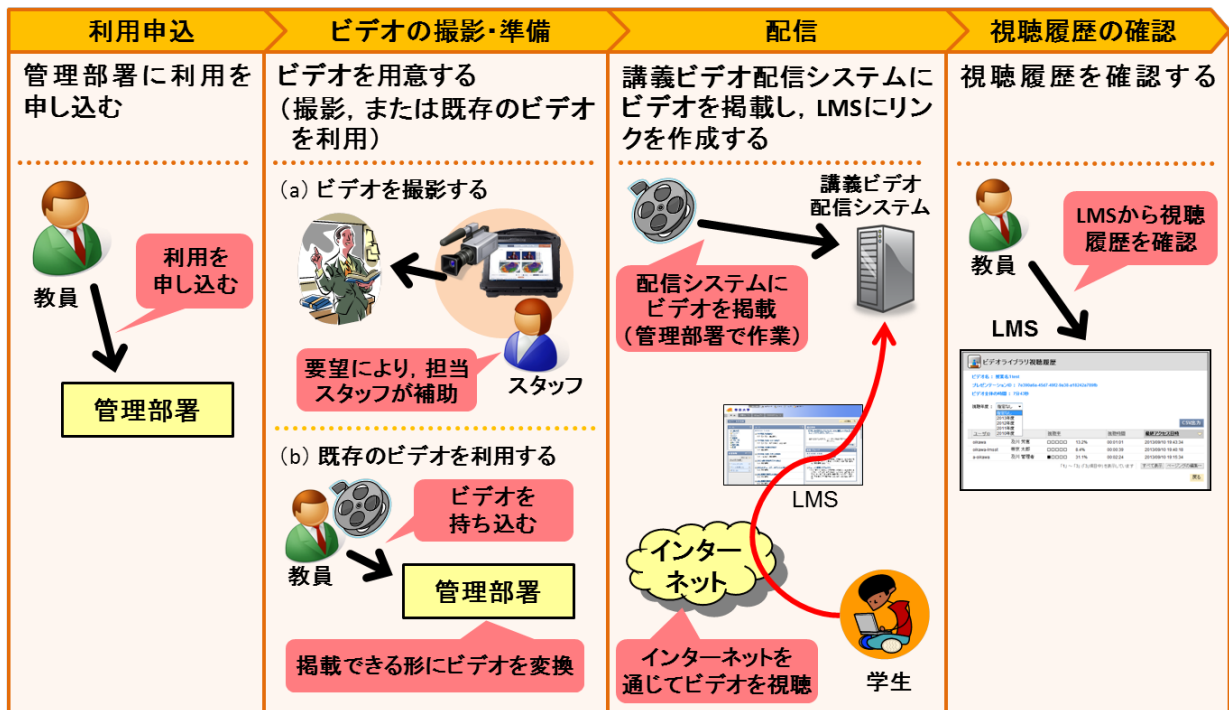 利用申込
ビデオの撮影・準備
配信
視聴履歴の確認
管理部署に利用を
申し込む
ビデオを用意する
(撮影，または既存のビデオ
を利用)
講義ビデオ配信システムに
ビデオを掲載し，LMSにリン
クを作成する
視聴履歴を確認する
教員
利用を
申し込む
管理部署
(a) ビデオを撮影する
要望により，担当
スタッフが補助
スタッフ
(b) 既存のビデオを利用する
ビデオを
持ち込む
教員
管理部署
掲載できる形にビデオを変換
講義ビデオ
配信システム
配信システムに
ビデオを掲載
(管理部署で作業)
LMS
インター
ネット
インターネットを
通じてビデオを視聴
学生
教員
LMSから視聴
履歴を確認
LMS
ビデオライブラリ視聴履歴